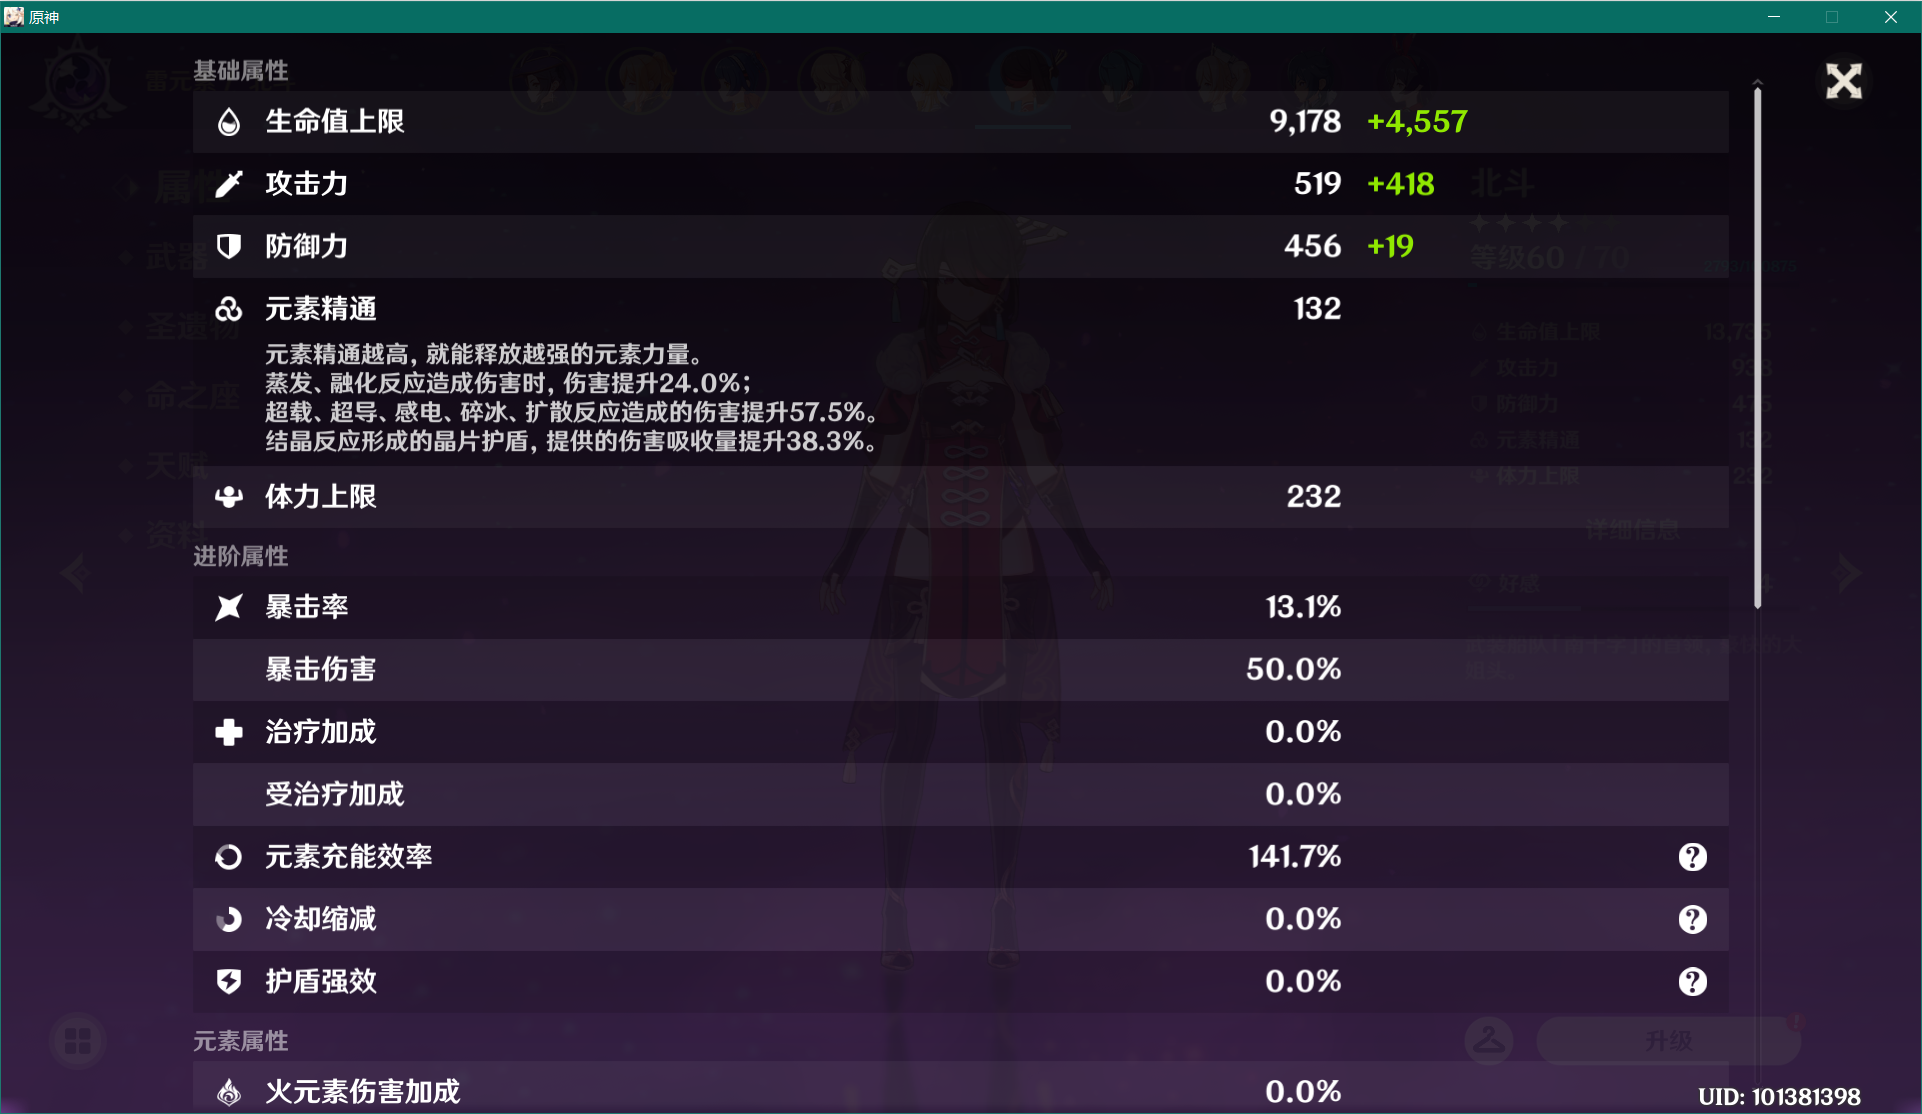 原神
基础属性
生命值上限 9,178 +4,557
攻击力 519 +418
防御力 456 +19
元素精通 132
元素精通越高，就能释放越强的元素力量。
蒸发、融化反应造成伤害时，伤害提升24.0%；
超载、超导、感电、碎冰、扩散反应造成的伤害提升57.5%。
结晶反应形成的晶片护盾，提供的伤害吸收量提升38.3%。
体力上限 232
进阶属性
暴击率 13.1%
暴击伤害 50.0%
治疗加成 0.0%
受治疗加成 0.0%
元素充能效率 141.7%
冷却缩减 0.0%
护盾强效 0.0%
元素属性
火元素伤害加成 0.0%
属性
武器
圣遗物
命之座
天赋
资料
北斗
等级60 / 70
生命值上限 13,735
攻击力 938
防御力 475
元素精通 132
体力上限 232
详细信息
好感
升级
UID: 101381398